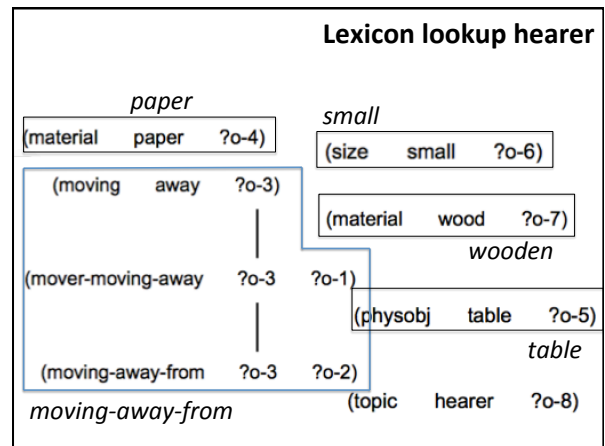 Lexicon lookup hearer
paper
(material paper ?o-4)
small
(size small ?o-6)
(moving away ?o-3)
(material wood ?o-7)
wooden
(mover-moving-away ?o-3 ?o-1)
(physobj table ?o-5)
table
(moving-away-from ?o-3 ?o-2)
moving-away-from
(topic hearer ?o-8)